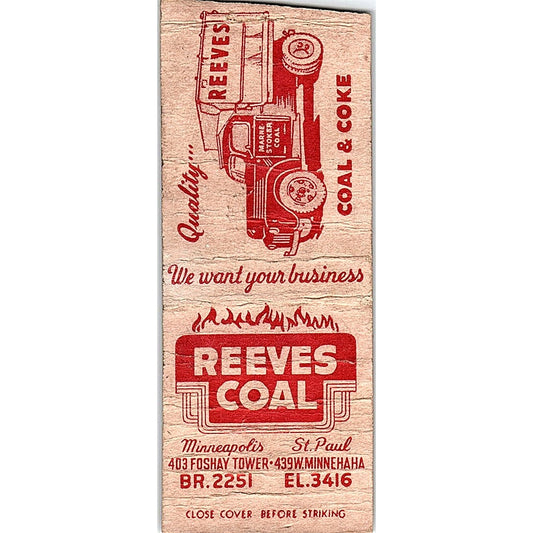 REEVES
MARRE
STOKER
COAL
Quality...
COAL & COKE
We want your business
REEVES
COAL
Minneapolis St. Paul
403 FOSHAY TOWER • 439 W. MINNEHAHA
BR. 2251 EL. 3416
CLOSE COVER BEFORE STRIKING